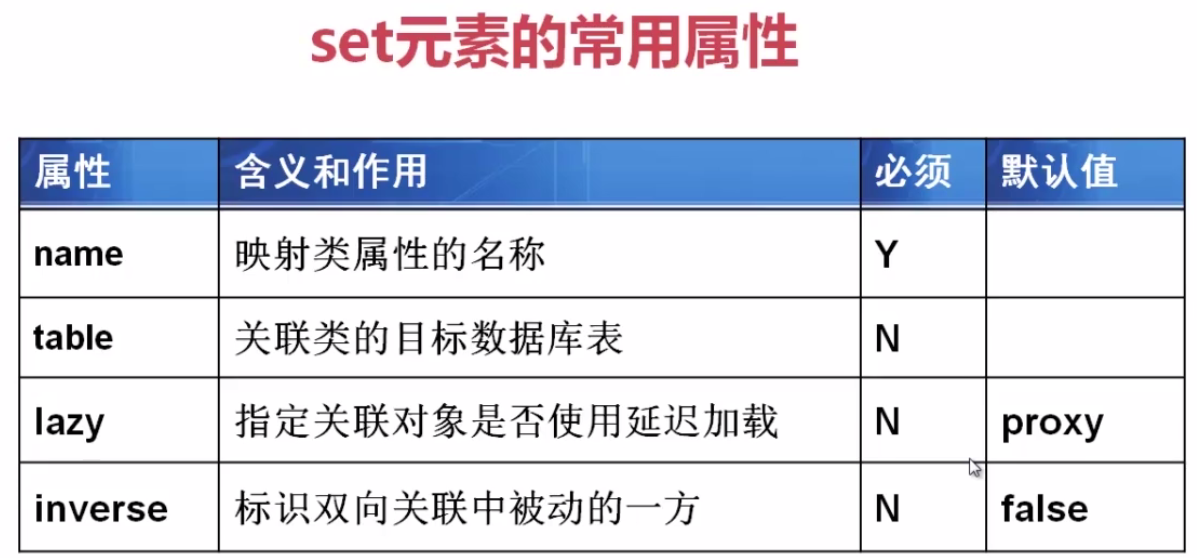 set元素的常用属性
属性 含义和作用 必须 默认值
name 映射类属性的名称 Y
table 关联类的目标数据库表 N
lazy 指定关联对象是否使用延迟加载 N proxy
inverse 标识双向关联中被动的一方 N false